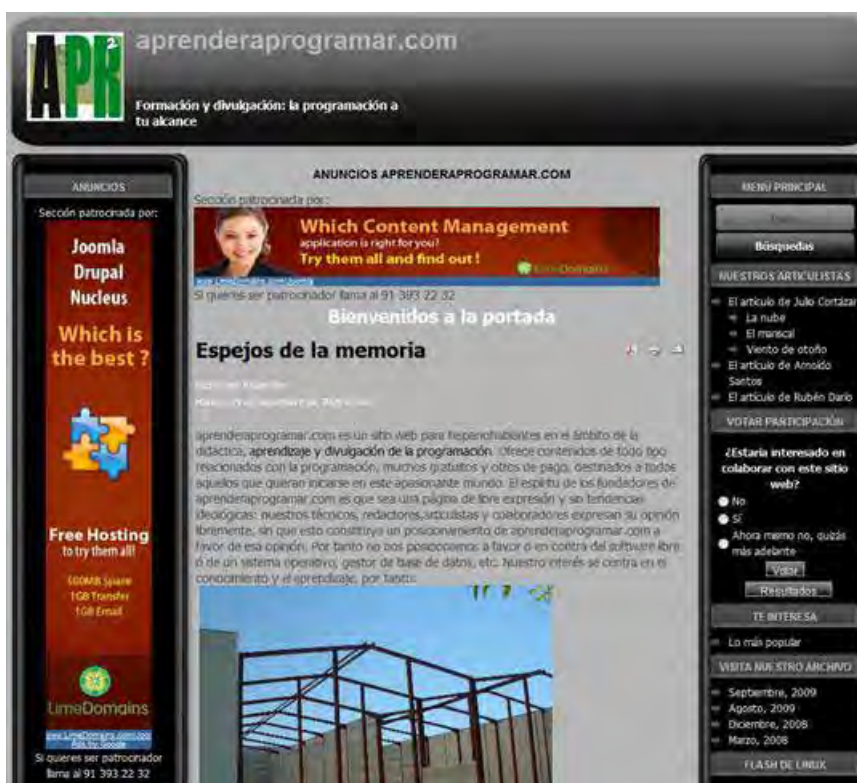 APR2
aprenderaprogramar.com
Formación y divulgación: la programación a
tu alcance
ANUNCIOS
Sección patrocinada por:
Joomla
Drupal
Nucleus
Which is
the best ?
Free Hosting
to try them all!
600MB Space
1GB Transfer
1GB Email
LimeDomains
Ads by Google
Si quieres ser patrocinador
llama al 91 393 22 32
ANUNCIOS APRENDERAPROGRAMAR.COM
Sección patrocinada por:
Which Content Management
application is right for you?
Try them all and find out !
LimeDomains
Si quieres ser patrocinador llama al 91 393 22 32
Bienvenidos a la portada
Espejos de la memoria
aprenderaprogramar.com es un sitio web para hispanohablantes en el ámbito de la
didáctica, aprendizaje y divulgación de la programación. Ofrece contenidos de todo tipo
relacionados con la programación, muchos gratuitos y otros de pago, destinados a todos
aquellos que quieran iniciarse en este apasionante mundo. El espíritu de los fundadores de
aprenderaprogramar.com es que sea una página de libre expresión y sin tendencias
ideológicas: nuestros técnicos, redactores,articulistas y colaboradores expresan su opinión
libremente, sin que esto constituya un posicionamiento de aprenderaprogramar.com a
favor de esa opinión. Por tanto no nos posicionamos a favor o en contra del software libre
o de un sistema operativo, gestor de base de datos, etc. Nuestro interés se centra en el
conocimiento y el aprendizaje, por tanto:
MENÚ PRINCIPAL
Búsquedas
NUESTROS ARTICULISTAS
El artículo de Julio Cortázar
La nube
El mariscal
Viento de otoño
El artículo de Arnoldo
Santos
El artículo de Rubén Darío
VOTAR PARTICIPACIÓN
¿Estaría interesado en
colaborar con este sitio
web?
No
Sí
Ahora mismo no, quizás
más adelante
Votar
Resultados
TE INTERESA
Lo más popular
VISITA NUESTRO ARCHIVO
Septiembre, 2009
Agosto, 2009
Diciembre, 2008
Marzo, 2008
FLASH DE LINUX